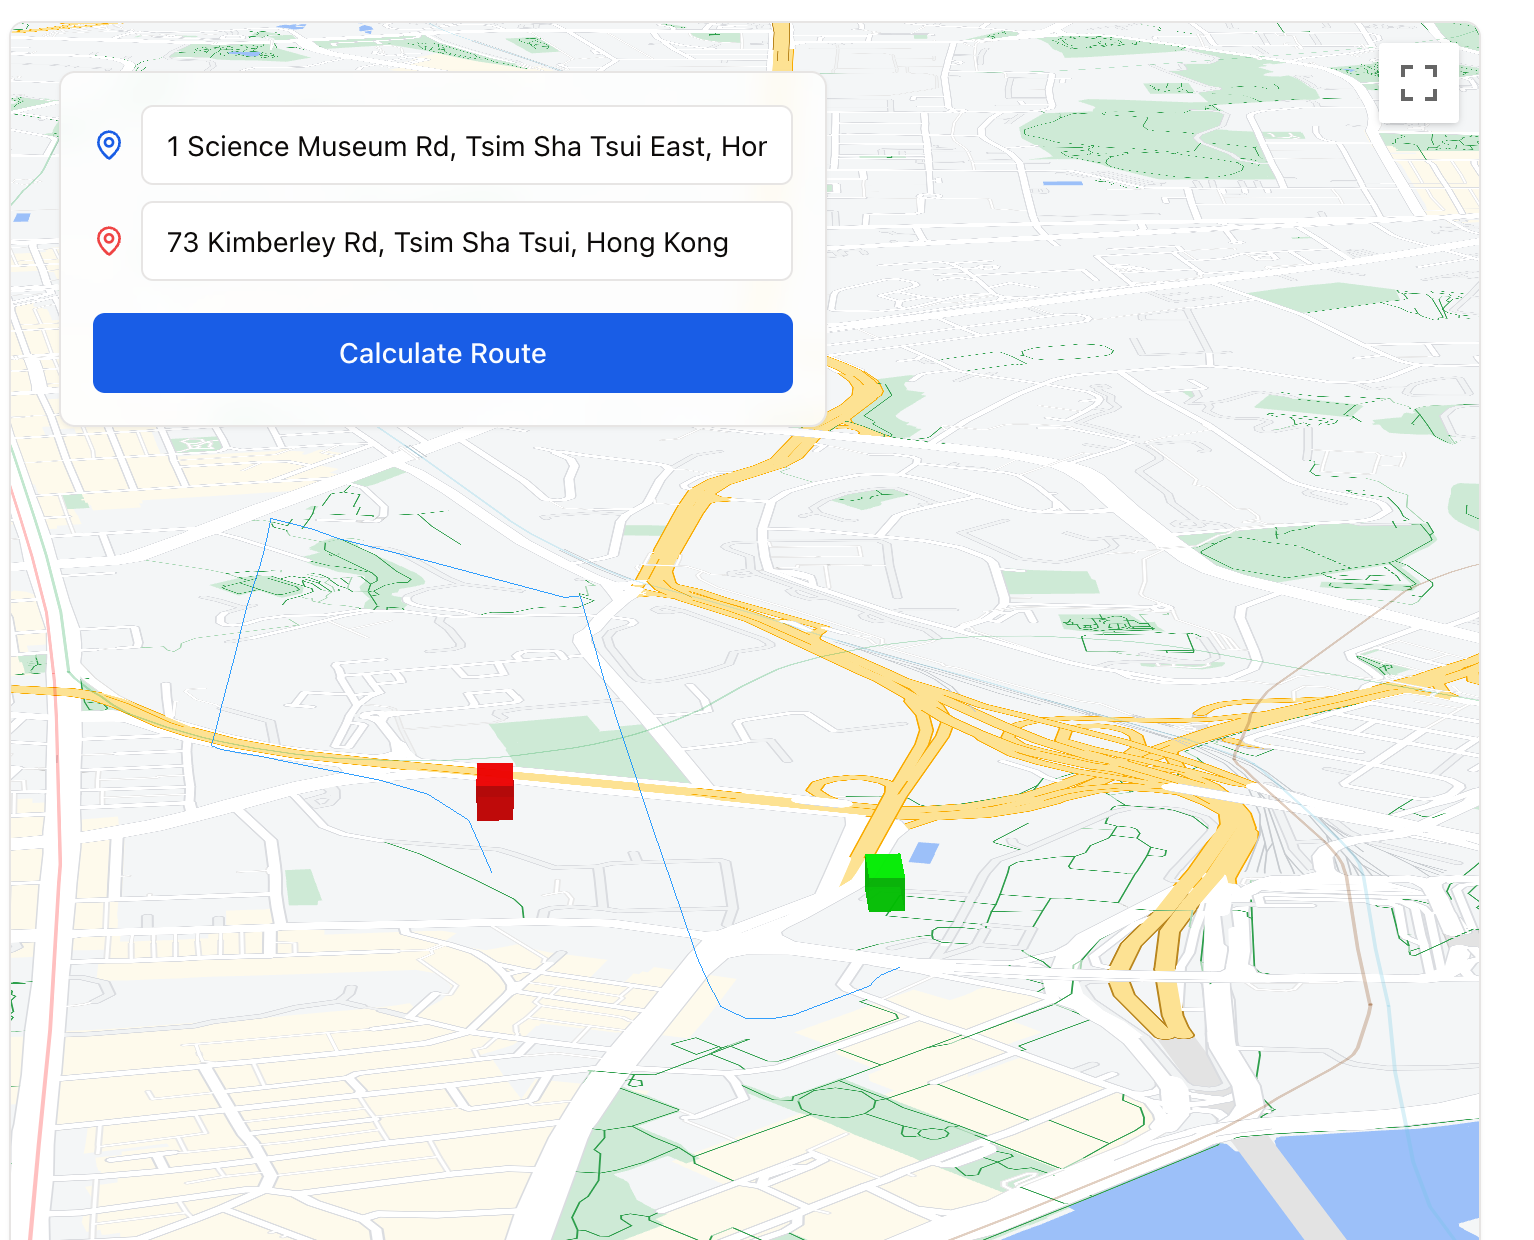 1 Science Museum Rd, Tsim Sha Tsui East, Hor
73 Kimberley Rd, Tsim Sha Tsui, Hong Kong
Calculate Route